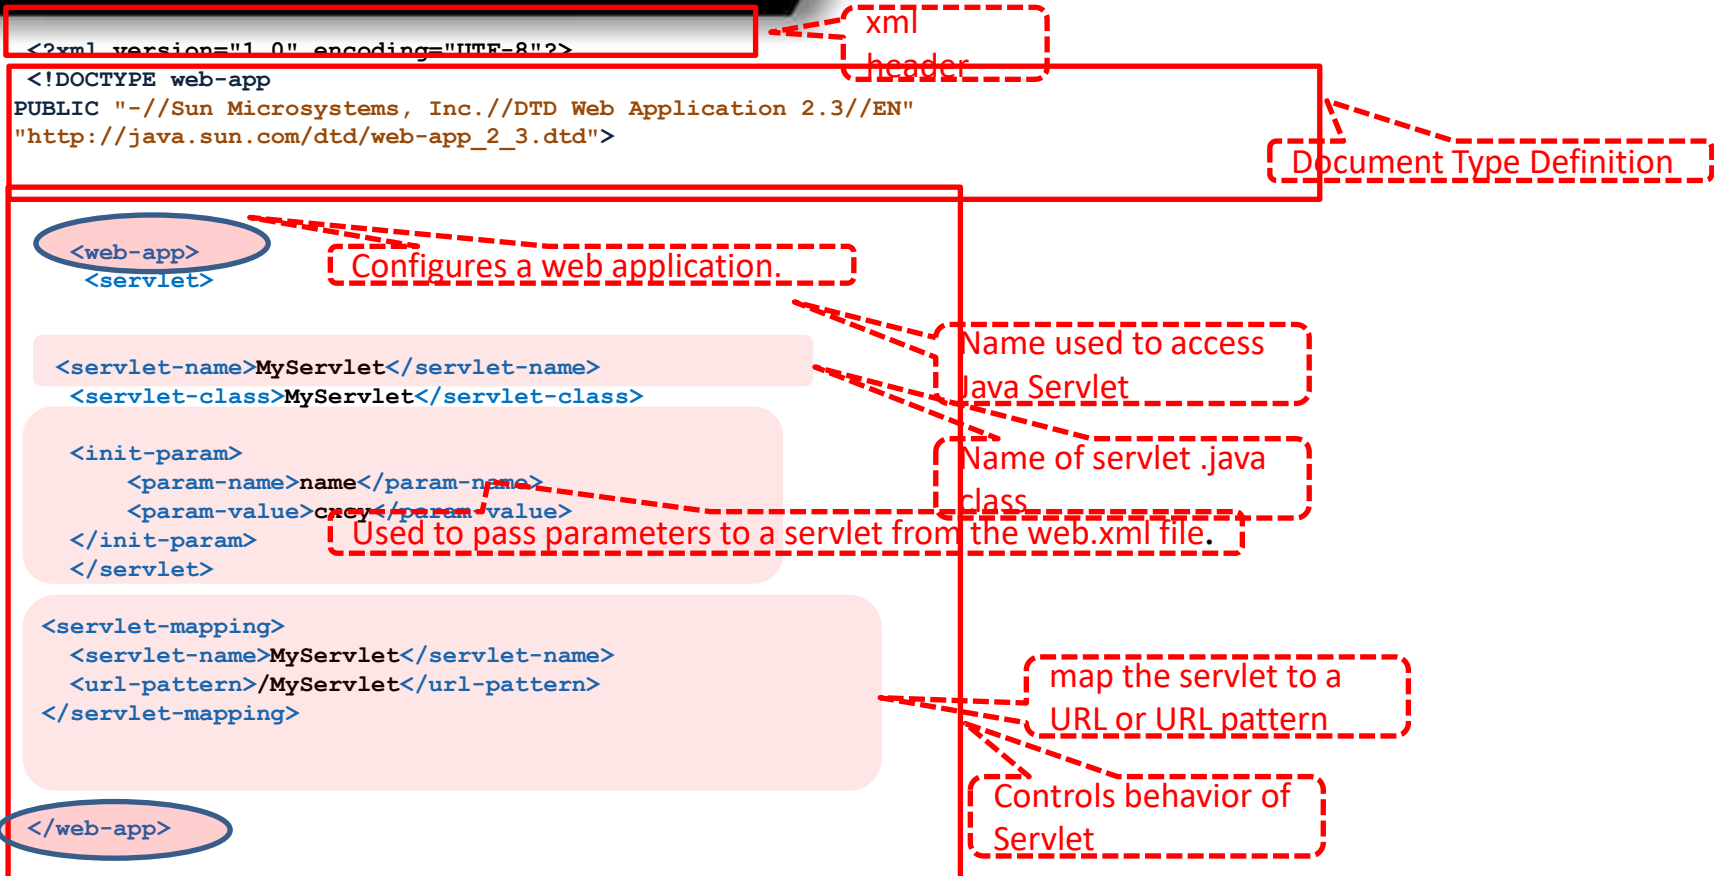 xml
header
<?xml version="1.0" encoding="UTF-8"?>
<!DOCTYPE web-app
PUBLIC "-//Sun Microsystems, Inc.//DTD Web Application 2.3//EN"
"http://java.sun.com/dtd/web-app_2_3.dtd">
Document Type Definition
<web-app>
Configures a web application.
<servlet>
Name used to access
Java Servlet
<servlet-name>MyServlet</servlet-name>
<servlet-class>MyServlet</servlet-class>
Name of servlet .java
class
<init-param>
<param-name>name</param-name>
<param-value>cxcy</param-value>
Used to pass parameters to a servlet from the web.xml file.
</init-param>
</servlet>
<servlet-mapping>
<servlet-name>MyServlet</servlet-name>
<url-pattern>/MyServlet</url-pattern>
</servlet-mapping>
map the servlet to a
URL or URL pattern
Controls behavior of
Servlet
</web-app>